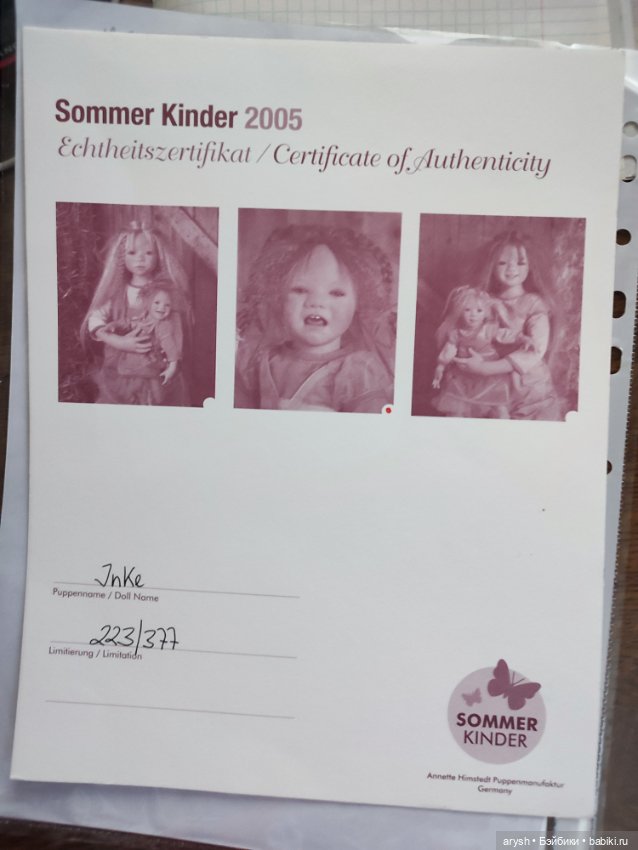 Sommer Kinder 2005
Echtheitszertifikat / Certificate of Authenticity
Inke
Puppenname / Doll Name
223/377
Limitierung / Limitation
SOMMER
KINDER
Annette Himstedt Puppenmanufaktur
Germany
arysh • Бэйбики • babiki.ru